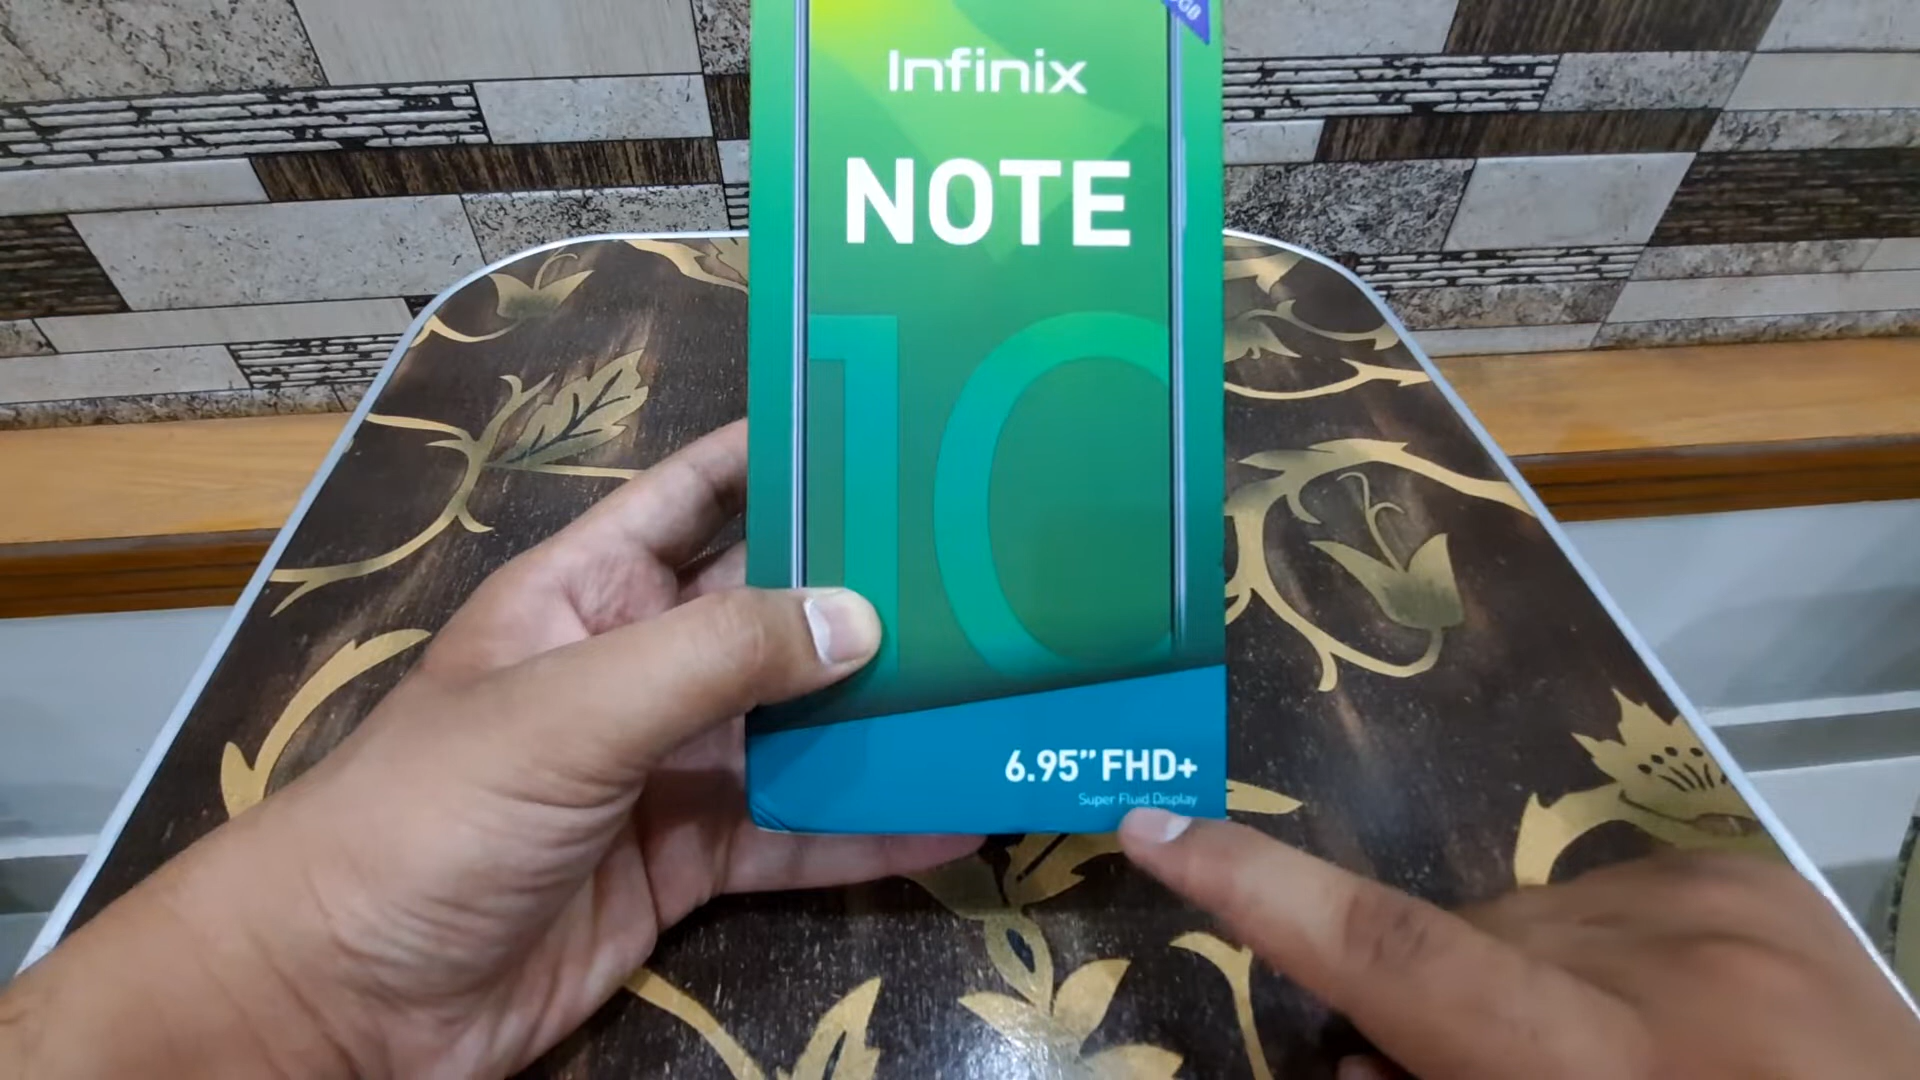 Infinix
NOTE
10
6.95" FHD+
Super Fluid Display